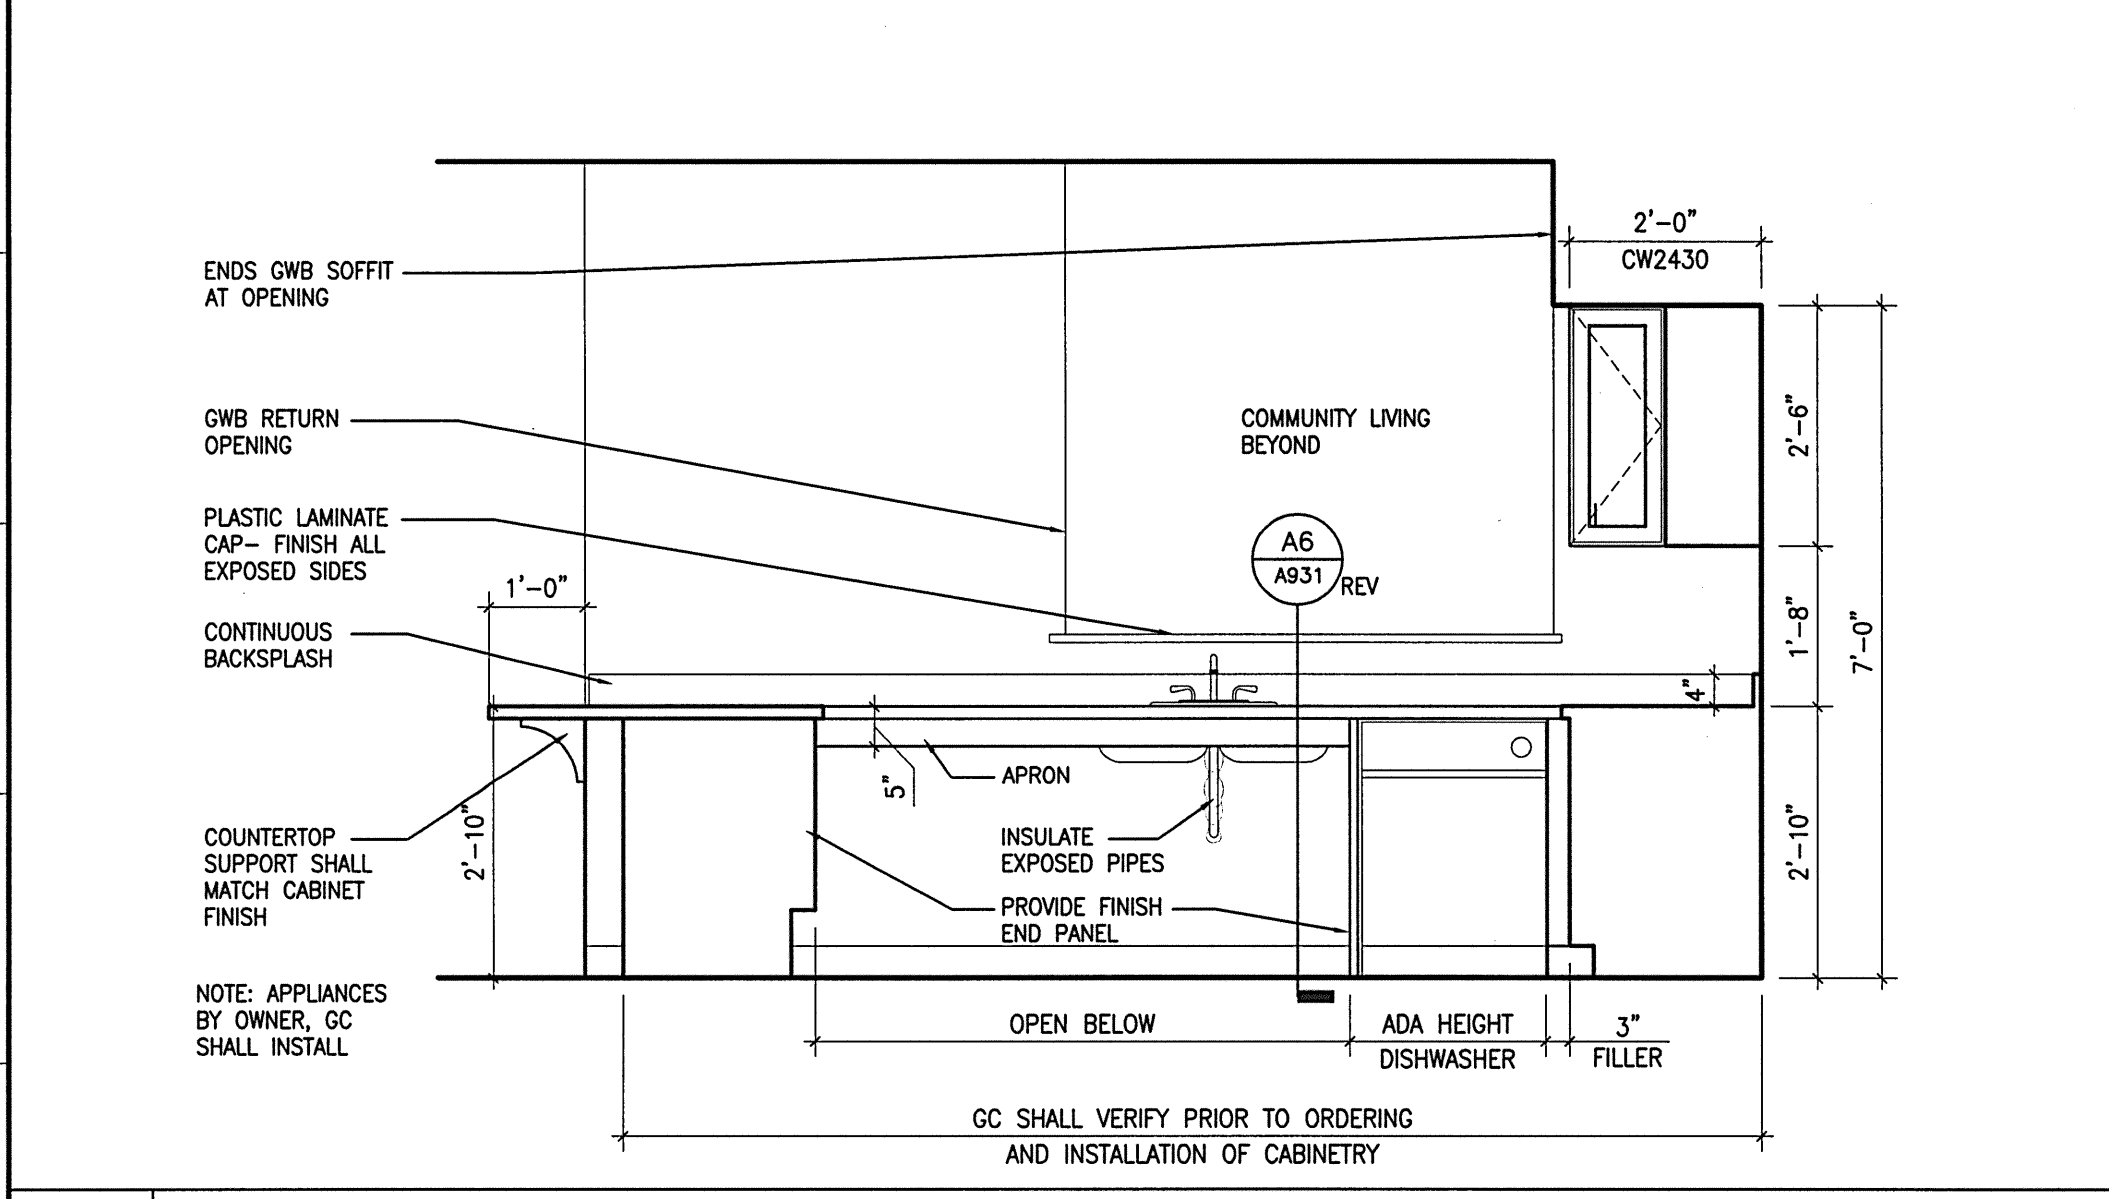 2'-0"
CW2430
ENDS GWB SOFFIT
AT OPENING
GWB RETURN
OPENING
COMMUNITY LIVING
BEYOND
2'-6"
PLASTIC LAMINATE
CAP- FINISH ALL
EXPOSED SIDES
A6
A931
REV
1'-0"
1'-8"
7'-0"
CONTINUOUS
BACKSPLASH
4"
5"
APRON
2'-10"
COUNTERTOP
SUPPORT SHALL
MATCH CABINET
FINISH
INSULATE
EXPOSED PIPES
2'-10"
PROVIDE FINISH
END PANEL
NOTE: APPLIANCES
BY OWNER, GC
SHALL INSTALL
OPEN BELOW
ADA HEIGHT
DISHWASHER
3"
FILLER
GC SHALL VERIFY PRIOR TO ORDERING
AND INSTALLATION OF CABINETRY